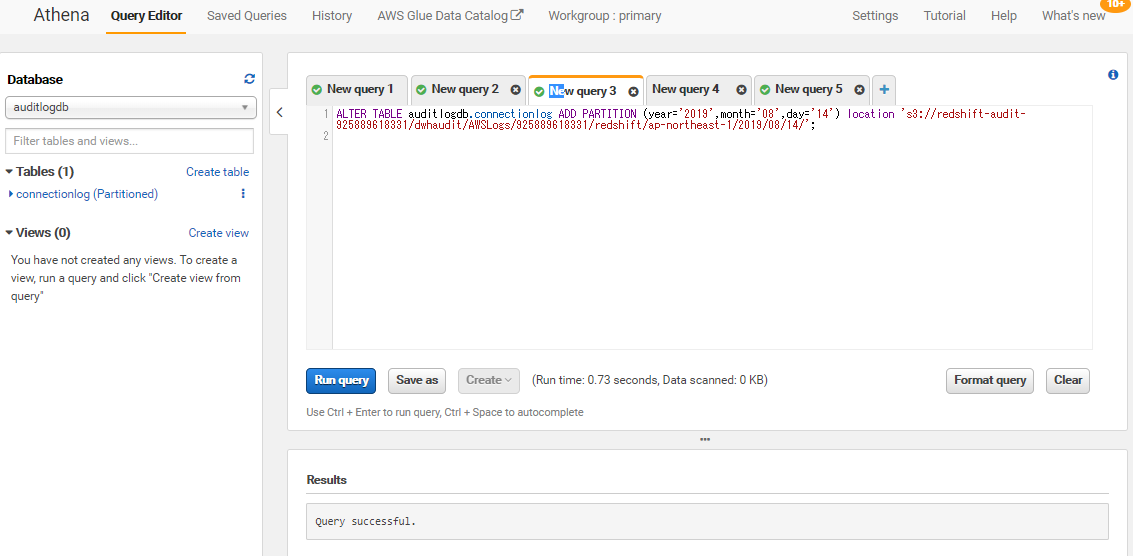 Athena Query Editor Saved Queries History AWS Glue Data Catalog Workgroup : primary Settings Tutorial Help What's new 10+
Database
auditlogdb
Filter tables and views...
Tables (1) Create table
connectionlog (Partitioned)
Views (0) Create view
You have not created any views. To create a
view, run a query and click "Create view from
query"
New query 1 New query 2 New query 3 New query 4 New query 5
1 ALTER TABLE auditlogdb.connectionlog ADD PARTITION (year='2019',month='08',day='14') location 's3://redshift-audit-
925889618331/dwhaudit/AWSLogs/925889618331/redshift/ap-northeast-1/2019/08/14/';
2
Run query Save as Create (Run time: 0.73 seconds, Data scanned: 0 KB) Format query Clear
Use Ctrl + Enter to run query, Ctrl + Space to autocomplete
Results
Query successful.